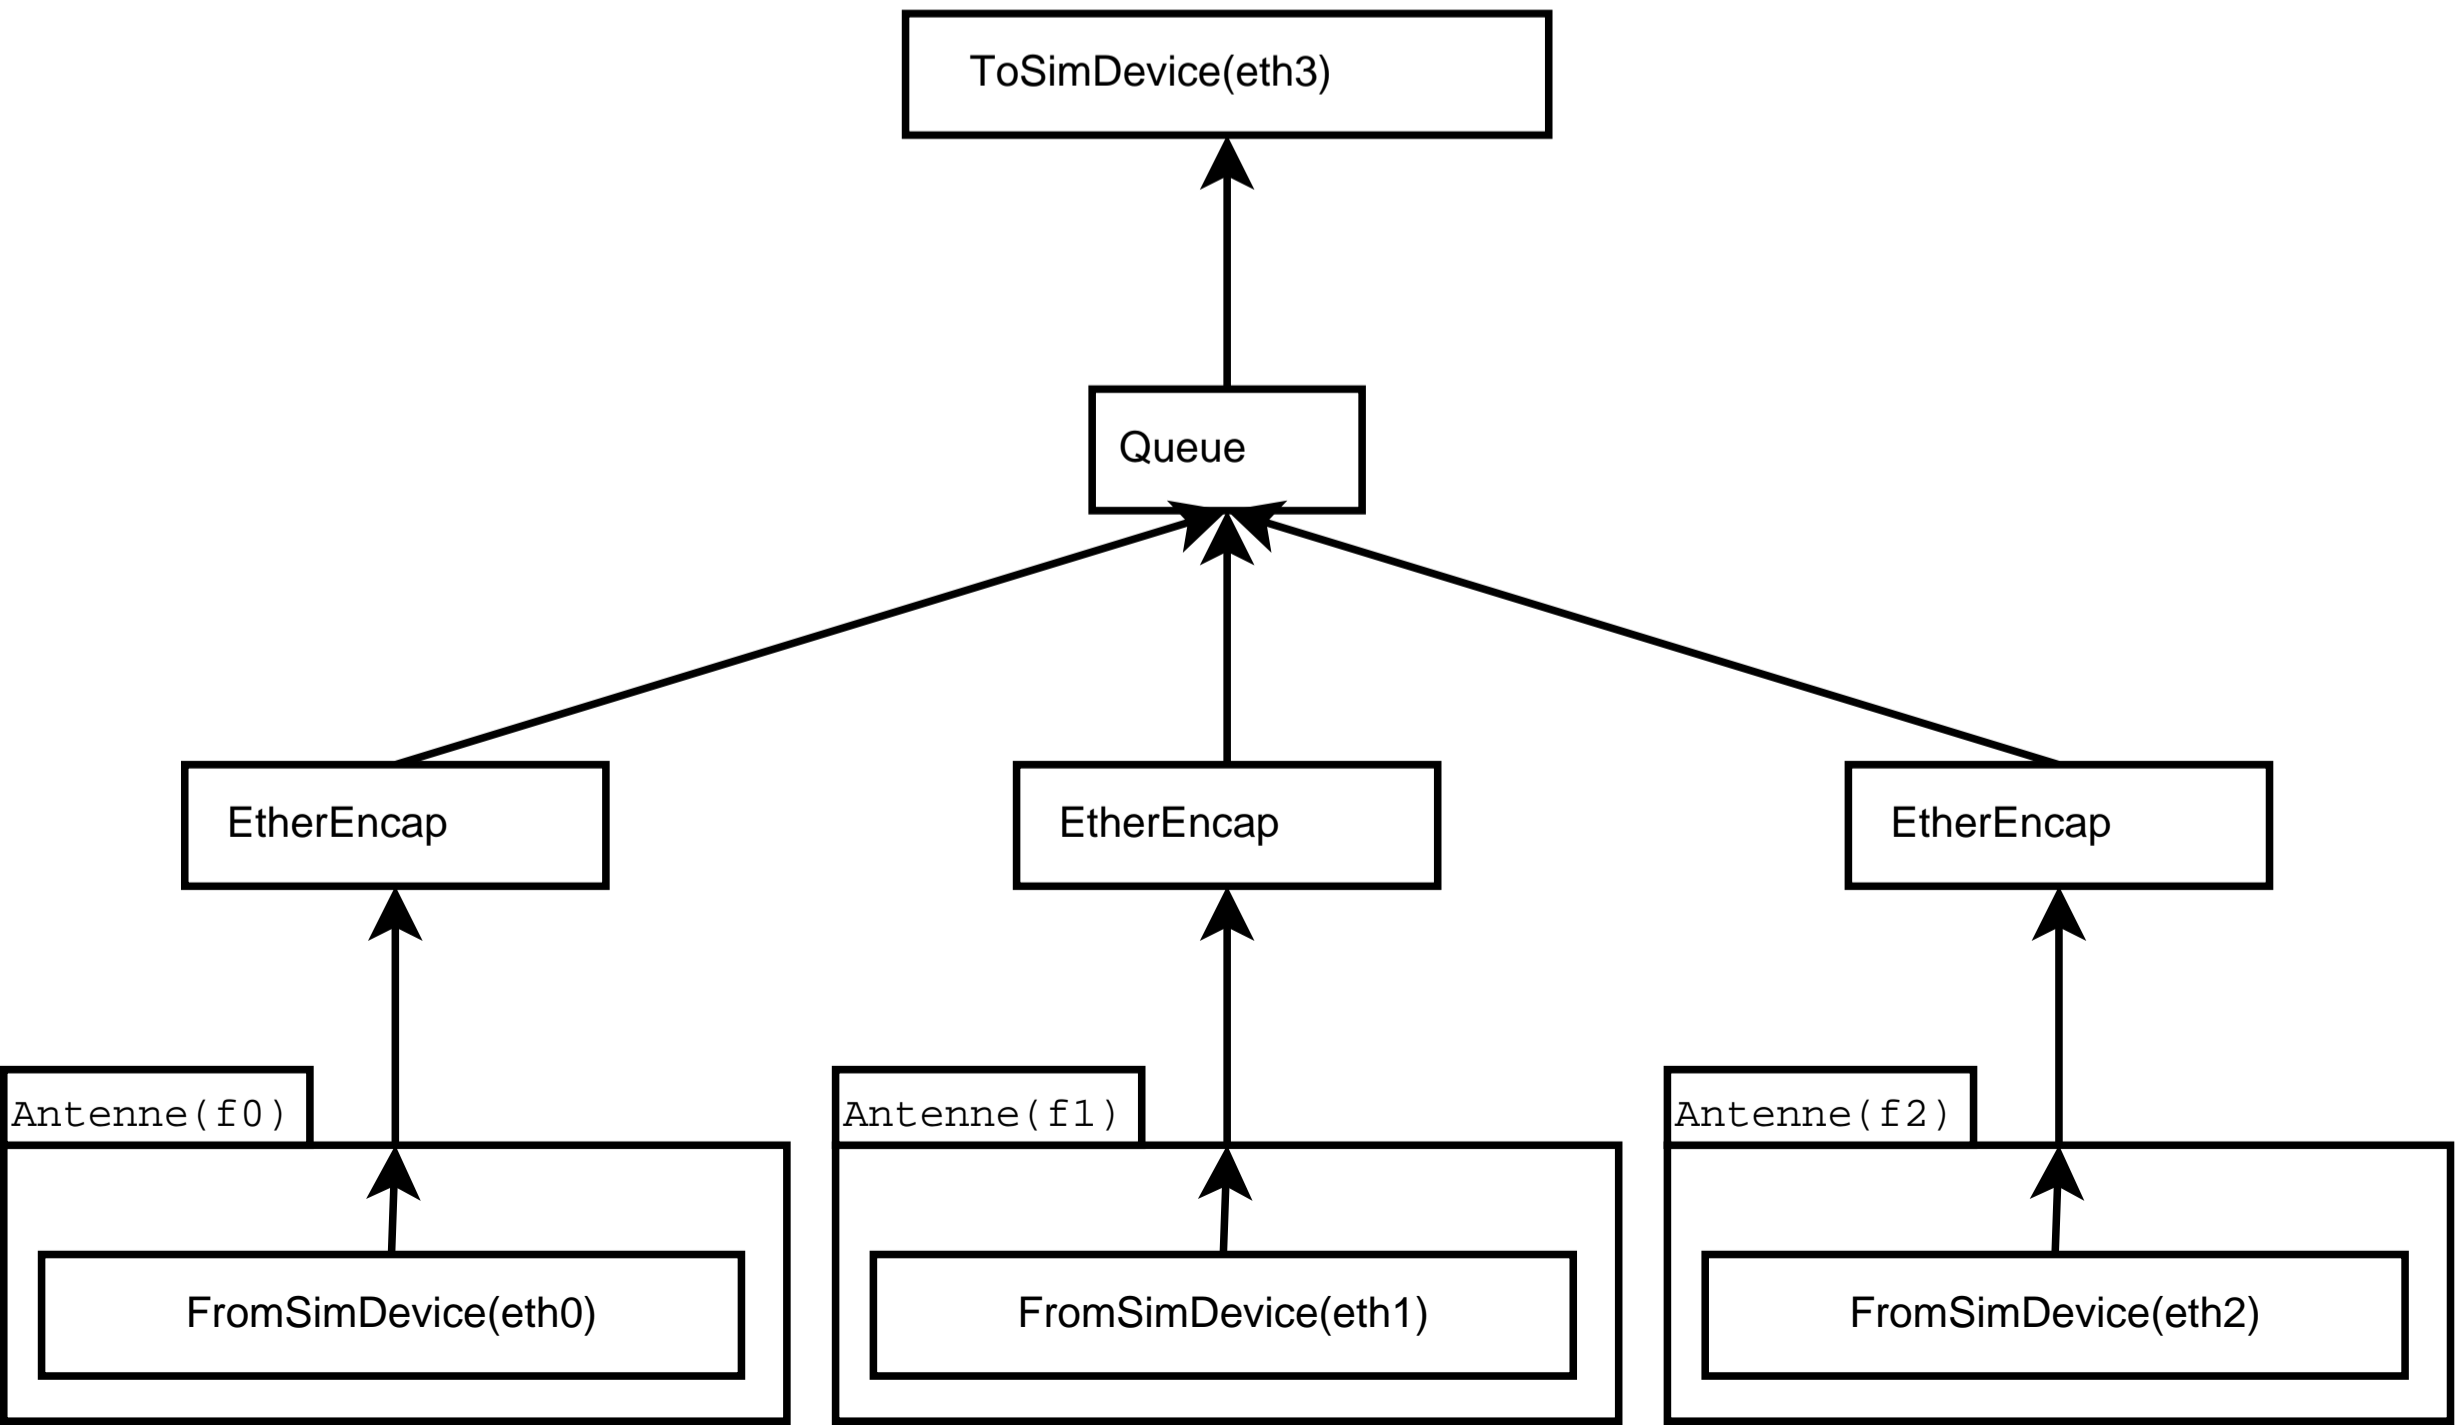 ToSimDevice(eth3)
Queue
EtherEncap
EtherEncap
EtherEncap
Antenne(f0)
Antenne(f1)
Antenne(f2)
FromSimDevice(eth0)
FromSimDevice(eth1)
FromSimDevice(eth2)